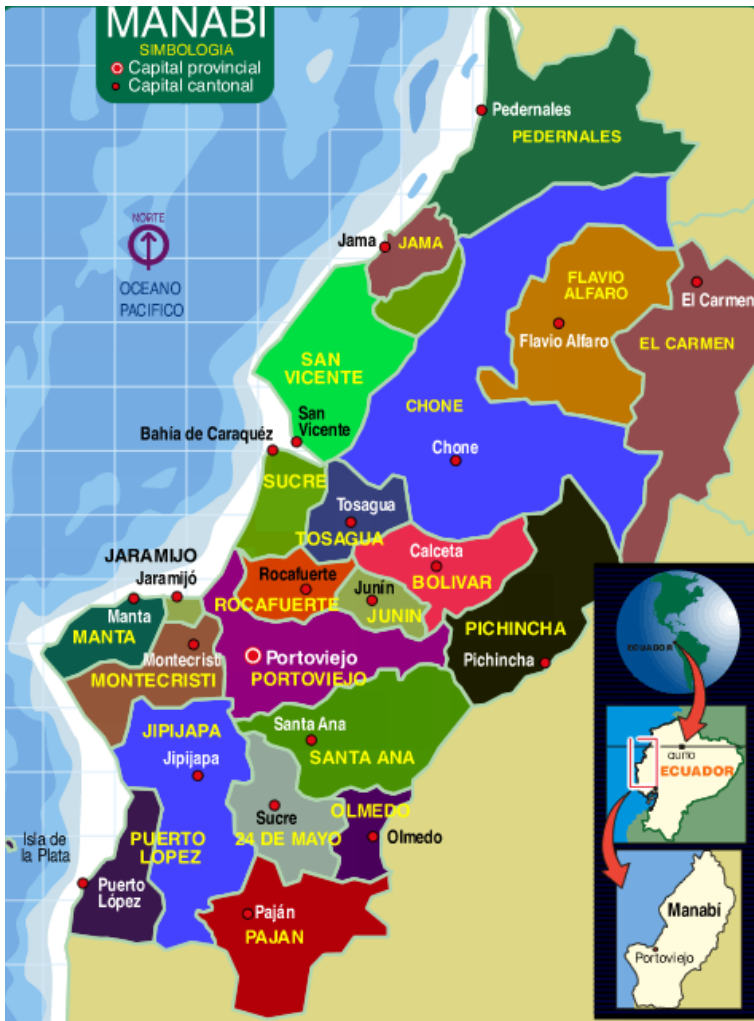 MANABI
SIMBOLOGIA
Capital provincial
Capital cantonal
Pedernales
PEDERNALES
NORTE
OCEANO
PACIFICO
Jama
JAMA
FLAVIO
ALFARO
El Carmen
Flavio Alfaro
EL CARMEN
SAN
VICENTE
CHONE
San
Vicente
Bahía de Caraquéz
Chone
SUCRE
Tosagua
TOSAGUA
JARAMIJO
Jaramijó
Calceta
BOLIVAR
Rocafuerte
ROCAFUERTE
Junín
JUNIN
Manta
MANTA
PICHINCHA
Pichincha
Montecristi
MONTECRISTI
Portoviejo
PORTOVIEJO
ECUADOR
JIPIJAPA
Jipijapa
Santa Ana
SANTA ANA
quito
ECUADOR
Sucre
24 DE MAYO
OLMEDO
Olmedo
Isla de
la Plata
PUERTO
LÓPEZ
Puerto
López
Paján
PAJAN
Manabí
Portoviejo